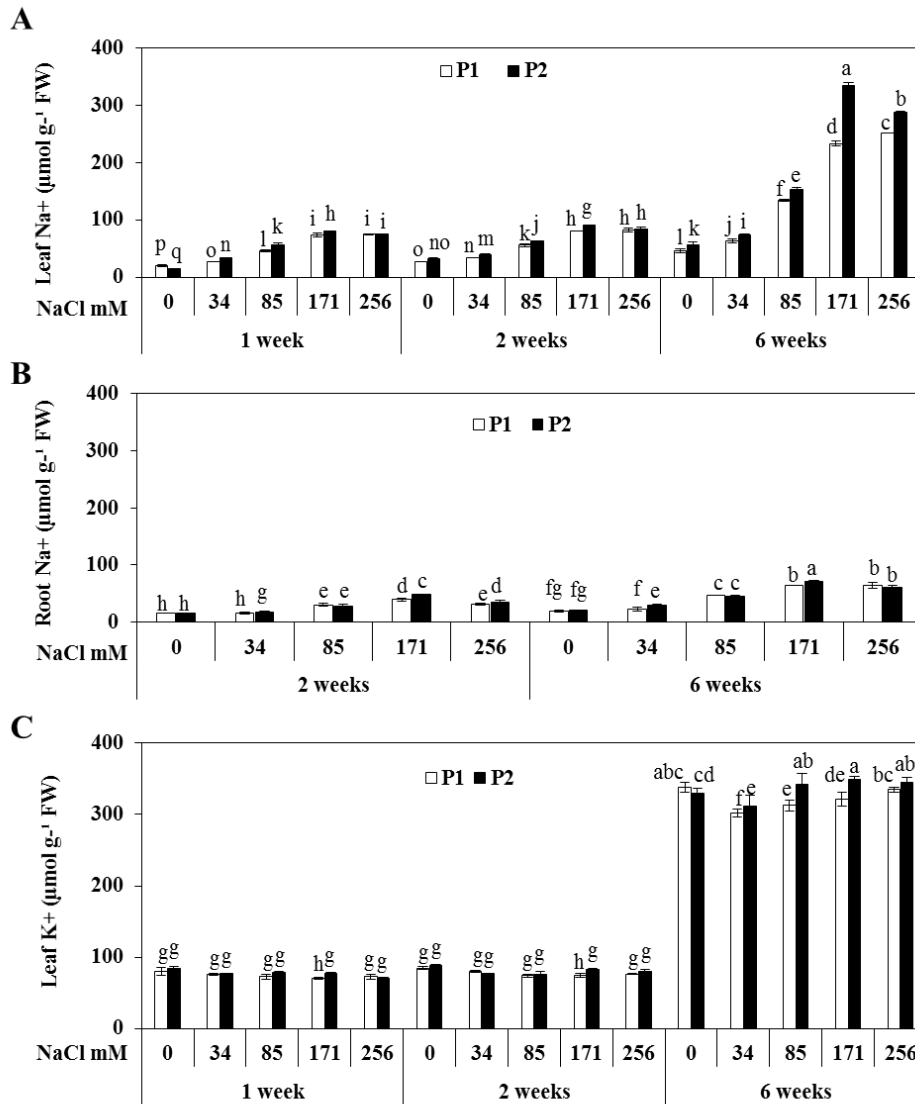 A
400
300
200
100
0
Leaf Na+ (µmol g-¹ FW)
P1 P2
p q o n l k i h i i o no n m k j h g h h l k j i f e d a c b
NaCl mM 0 34 85 171 256 0 34 85 171 256 0 34 85 171 256
1 week 2 weeks 6 weeks
B
400
300
200
100
0
Root Na+ (µmol g-¹ FW)
P1 P2
h h h g e e d c e d fg fg f e c c b a b b
NaCl mM 0 34 85 171 256 0 34 85 171 256
2 weeks 6 weeks
C
400
300
200
100
0
Leaf K+ (µmol g-¹ FW)
P1 P2
g g g g g g h g g g g g g g g g h g g g abc cd f e e ab de a bc ab
NaCl mM 0 34 85 171 256 0 34 85 171 256 0 34 85 171 256
1 week 2 weeks 6 weeks